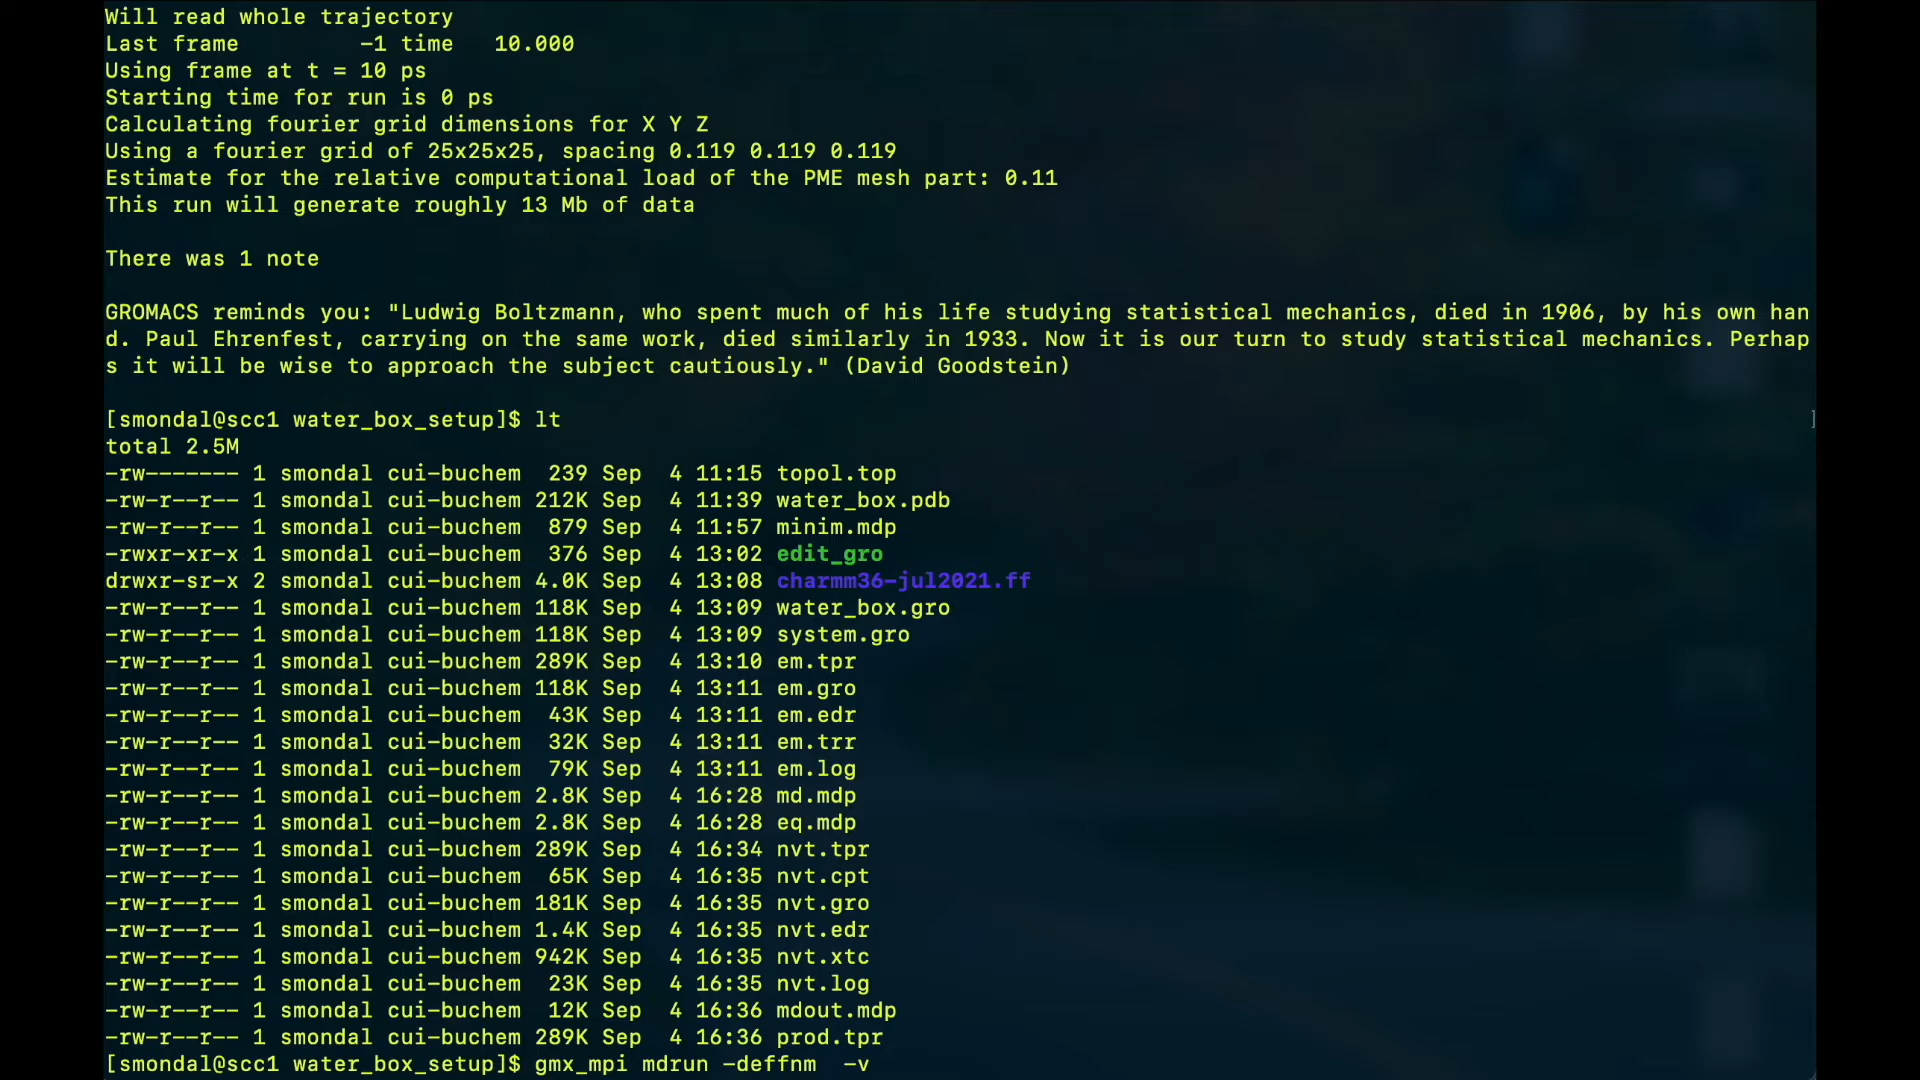 Will read whole trajectory
Last frame         -1 time   10.000
Using frame at t = 10 ps
Starting time for run is 0 ps
Calculating fourier grid dimensions for X Y Z
Using a fourier grid of 25x25x25, spacing 0.119 0.119 0.119
Estimate for the relative computational load of the PME mesh part: 0.11
This run will generate roughly 13 Mb of data
There was 1 note
GROMACS reminds you: "Ludwig Boltzmann, who spent much of his life studying statistical mechanics, died in 1906, by his own han
d. Paul Ehrenfest, carrying on the same work, died similarly in 1933. Now it is our turn to study statistical mechanics. Perhap
s it will be wise to approach the subject cautiously." (David Goodstein)
[smondal@scc1 water_box_setup]$ lt ]
total 2.5M
-rw------- 1 smondal cui-buchem  239 Sep  4 11:15 topol.top
-rw-r--r-- 1 smondal cui-buchem 212K Sep  4 11:39 water_box.pdb
-rw-r--r-- 1 smondal cui-buchem  879 Sep  4 11:57 minim.mdp
-rwxr-xr-x 1 smondal cui-buchem  376 Sep  4 13:02 edit_gro
drwxr-sr-x 2 smondal cui-buchem 4.0K Sep  4 13:08 charmm36-jul2021.ff
-rw-r--r-- 1 smondal cui-buchem 118K Sep  4 13:09 water_box.gro
-rw-r--r-- 1 smondal cui-buchem 118K Sep  4 13:09 system.gro
-rw-r--r-- 1 smondal cui-buchem 289K Sep  4 13:10 em.tpr
-rw-r--r-- 1 smondal cui-buchem 118K Sep  4 13:11 em.gro
-rw-r--r-- 1 smondal cui-buchem  43K Sep  4 13:11 em.edr
-rw-r--r-- 1 smondal cui-buchem  32K Sep  4 13:11 em.trr
-rw-r--r-- 1 smondal cui-buchem  79K Sep  4 13:11 em.log
-rw-r--r-- 1 smondal cui-buchem 2.8K Sep  4 16:28 md.mdp
-rw-r--r-- 1 smondal cui-buchem 2.8K Sep  4 16:28 eq.mdp
-rw-r--r-- 1 smondal cui-buchem 289K Sep  4 16:34 nvt.tpr
-rw-r--r-- 1 smondal cui-buchem  65K Sep  4 16:35 nvt.cpt
-rw-r--r-- 1 smondal cui-buchem 181K Sep  4 16:35 nvt.gro
-rw-r--r-- 1 smondal cui-buchem 1.4K Sep  4 16:35 nvt.edr
-rw-r--r-- 1 smondal cui-buchem 942K Sep  4 16:35 nvt.xtc
-rw-r--r-- 1 smondal cui-buchem  23K Sep  4 16:35 nvt.log
-rw-r--r-- 1 smondal cui-buchem  12K Sep  4 16:36 mdout.mdp
-rw-r--r-- 1 smondal cui-buchem 289K Sep  4 16:36 prod.tpr
[smondal@scc1 water_box_setup]$ gmx_mpi mdrun -deffnm  -v